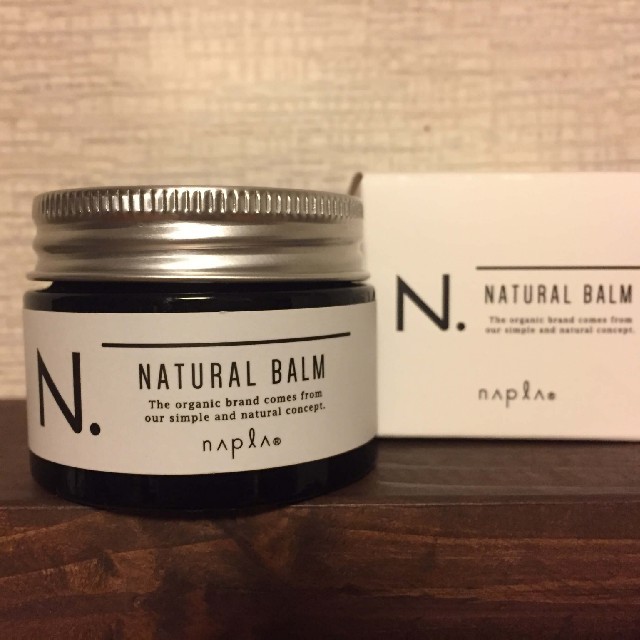 N.
NATURAL BALM
The organic brand comes from
our simple and natural concept.
napla®
N.
NATURAL BALM
The organic brand comes from
our simple and natural concept.
napla®